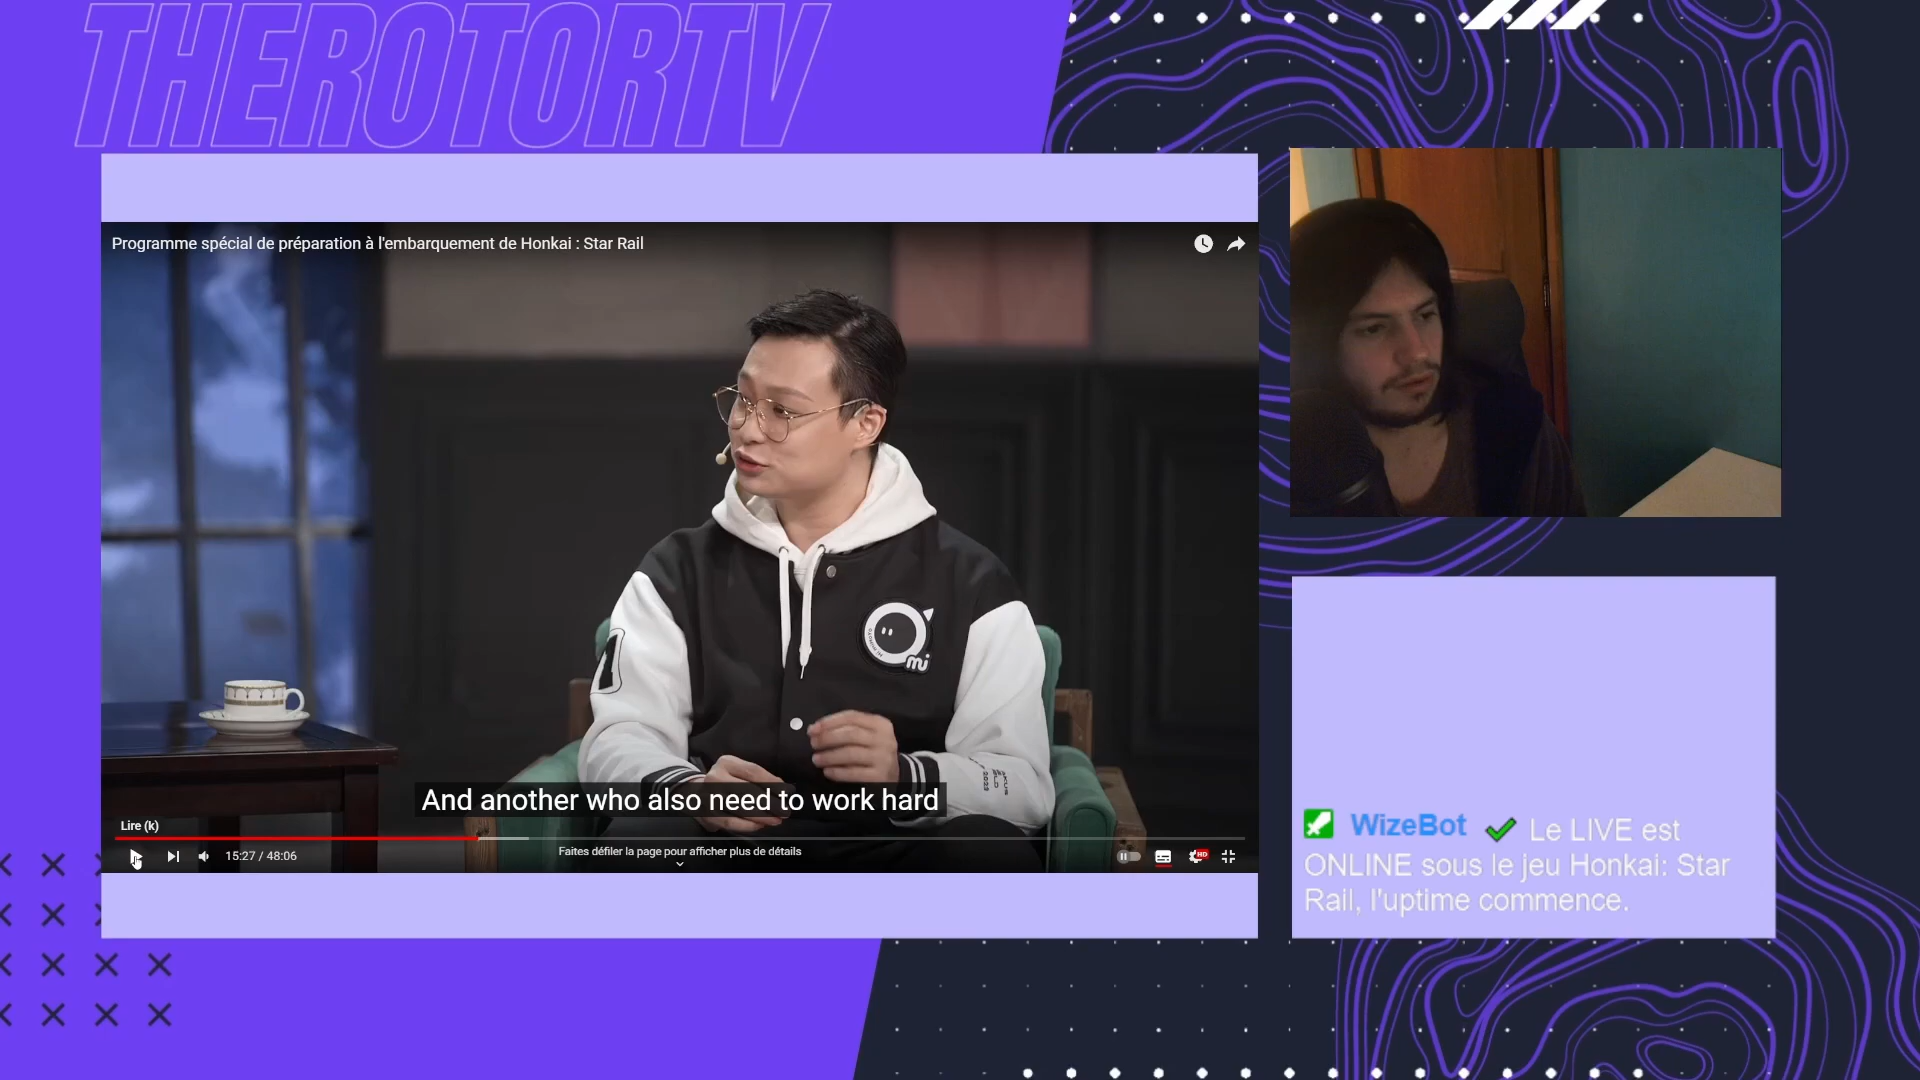 THEROTORTV
Programme spécial de préparation à l'embarquement de Honkai : Star Rail
mi
And another who also need to work hard
Lire (k)
15:27 / 48:06
Faites défiler la page pour afficher plus de détails
HD
WizeBot Le LIVE est
ONLINE sous le jeu Honkai: Star
Rail, l'uptime commence.